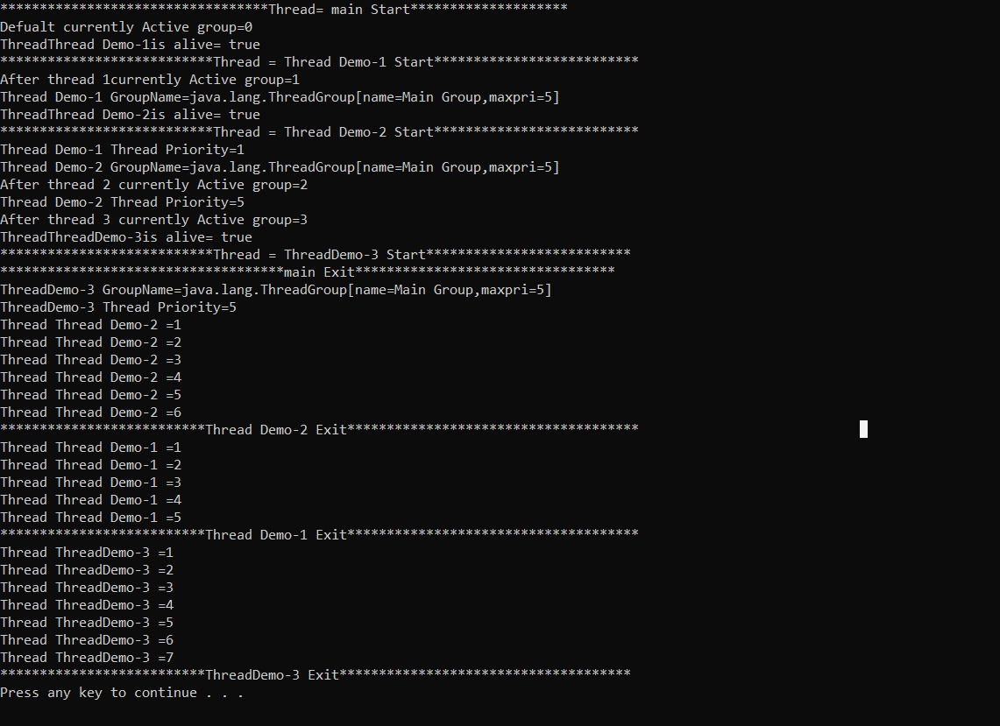 **********************************Thread= main Start********************
Defualt currently Active group=0
ThreadThread Demo-1is alive= true
***************************Thread = Thread Demo-1 Start**************************
After thread 1currently Active group=1
Thread Demo-1 GroupName=java.lang.ThreadGroup[name=Main Group,maxpri=5]
ThreadThread Demo-2is alive= true
***************************Thread = Thread Demo-2 Start**************************
Thread Demo-1 Thread Priority=1
Thread Demo-2 GroupName=java.lang.ThreadGroup[name=Main Group,maxpri=5]
After thread 2 currently Active group=2
Thread Demo-2 Thread Priority=5
After thread 3 currently Active group=3
ThreadThreadDemo-3is alive= true
***************************Thread = ThreadDemo-3 Start**************************
************************************main Exit*********************************
ThreadDemo-3 GroupName=java.lang.ThreadGroup[name=Main Group,maxpri=5]
ThreadDemo-3 Thread Priority=5
Thread Thread Demo-2 =1
Thread Thread Demo-2 =2
Thread Thread Demo-2 =3
Thread Thread Demo-2 =4
Thread Thread Demo-2 =5
Thread Thread Demo-2 =6
**************************Thread Demo-2 Exit*************************************
Thread Thread Demo-1 =1
Thread Thread Demo-1 =2
Thread Thread Demo-1 =3
Thread Thread Demo-1 =4
Thread Thread Demo-1 =5
**************************Thread Demo-1 Exit*************************************
Thread ThreadDemo-3 =1
Thread ThreadDemo-3 =2
Thread ThreadDemo-3 =3
Thread ThreadDemo-3 =4
Thread ThreadDemo-3 =5
Thread ThreadDemo-3 =6
Thread ThreadDemo-3 =7
**************************ThreadDemo-3 Exit*************************************
Press any key to continue . . .